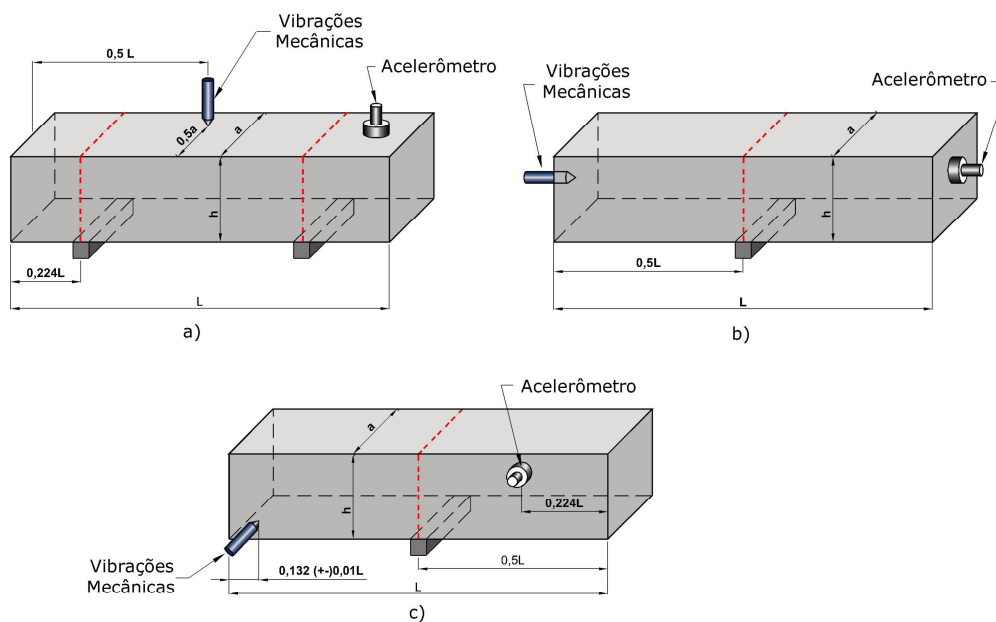 Vibrações
Mecânicas
0,5 L
Acelerômetro
0,5a
a
h
0,224L
L
a)
Vibrações
Mecânicas
Acelerômetro
a
h
0,5L
L
b)
Acelerômetro
a
h
0,224L
Vibrações
Mecânicas
0,132 (+-)0,01L
0,5L
L
c)